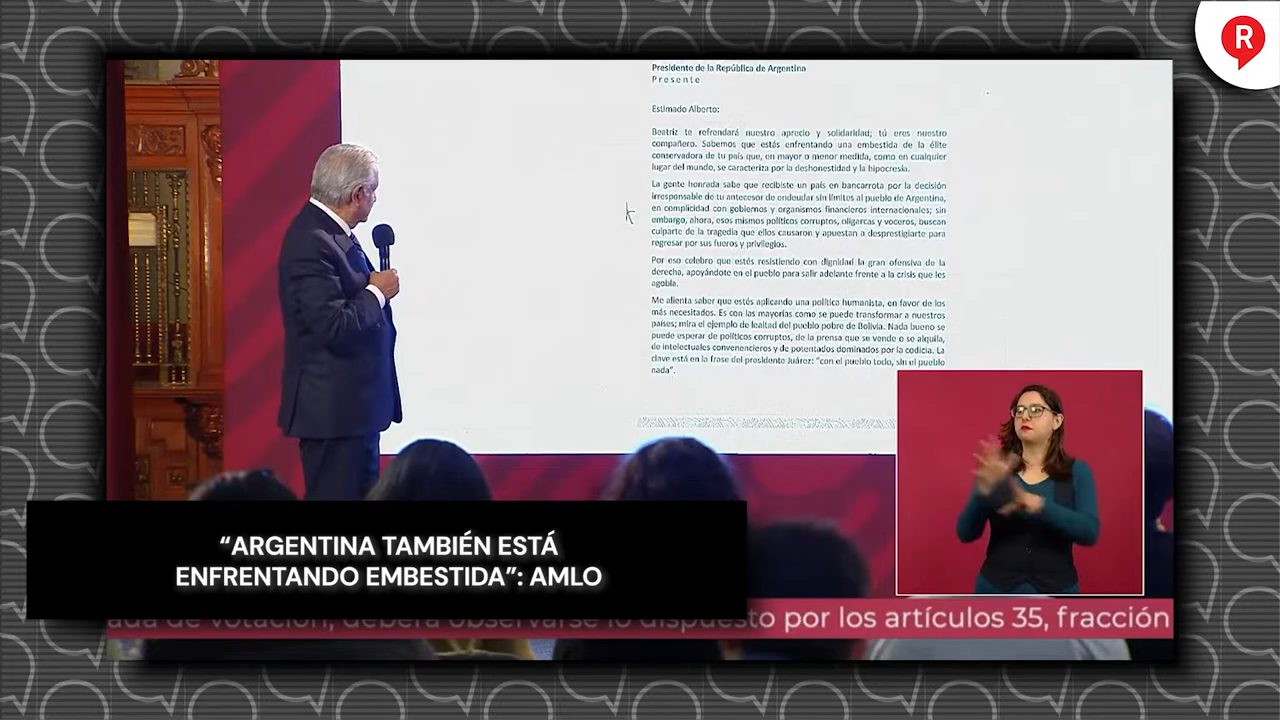 R
Presidente de la República de Argentina
Presente
Estimado Alberto:
Beatriz te refrendará nuestro aprecio y solidaridad; tú eres nuestro
compañero. Sabemos que estás enfrentando una embestida de la élite
conservadora de tu país que, en mayor o menor medida, como en cualquier
lugar del mundo, se caracteriza por la deshonestidad y la hipocresía.
La gente honrada sabe que recibiste un país en bancarrota por la decisión
irresponsable de tu antecesor de endeudar sin límites al pueblo de Argentina,
en complicidad con gobiernos y organismos financieros internacionales; sin
embargo, ahora, esos mismos políticos corruptos, oligarcas y voceros, buscan
culparte de la tragedia que ellos causaron y apuestan a desprestigiarte para
regresar por sus fueros y privilegios.
Por eso celebro que estés resistiendo con dignidad la gran ofensiva de la
derecha, apoyándote en el pueblo para salir adelante frente a la crisis que les
agobia.
Me alienta saber que estés aplicando una política humanista, en favor de los
más necesitados. Es con las mayorías como se puede transformar a nuestros
países; mira el ejemplo de lealtad del pueblo pobre de Bolivia. Nada bueno se
puede esperar de políticos corruptos, de la prensa que se vende o se alquila,
de intelectuales convenencieros y de potentados dominados por la codicia. La
clave está en la frase del presidente Juárez: "con el pueblo todo, sin el pueblo
nada".
“ARGENTINA TAMBIÉN ESTÁ
ENFRENTANDO EMBESTIDA”: AMLO
ada de votación, deberá observarse lo dispuesto por los artículos 35, fracción